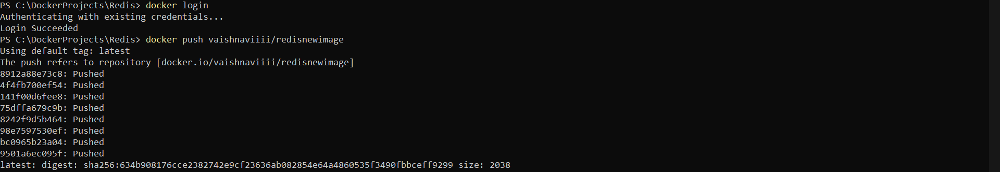 PS C:\DockerProjects\Redis> docker login
Authenticating with existing credentials...
Login Succeeded
PS C:\DockerProjects\Redis> docker push vaishnaviiii/redisnewimage
Using default tag: latest
The push refers to repository [docker.io/vaishnaviiii/redisnewimage]
8912a88e73c8: Pushed
4f4fb700ef54: Pushed
141f00d6fee8: Pushed
75dffa679c9b: Pushed
8242f9d5b464: Pushed
98e7597530ef: Pushed
bc0965b23a04: Pushed
9501a6ec095f: Pushed
latest: digest: sha256:634b908176cce2382742e9cf23636ab082854e64a4860535f3490fbbceff9299 size: 2038